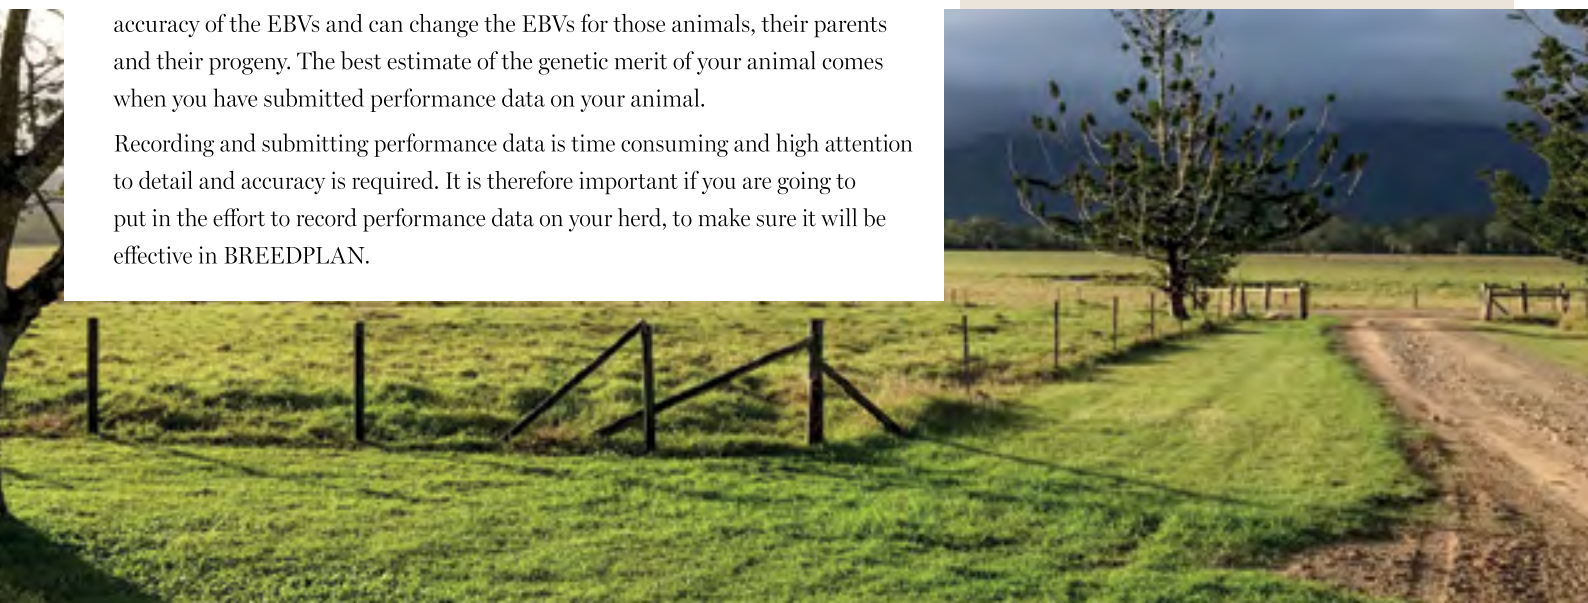 accuracy of the EBVs and can change the EBVs for those animals, their parents
and their progeny. The best estimate of the genetic merit of your animal comes
when you have submitted performance data on your animal.
Recording and submitting performance data is time consuming and high attention
to detail and accuracy is required. It is therefore important if you are going to
put in the effort to record performance data on your herd, to make sure it will be
effective in BREEDPLAN.